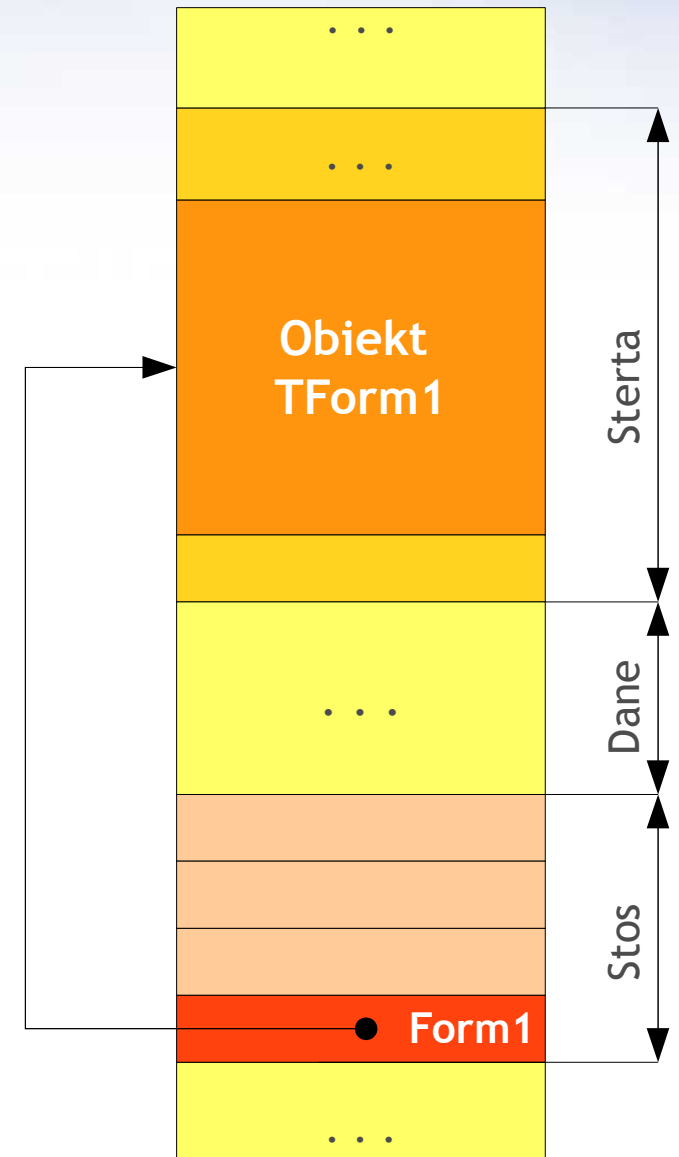 . . .
. . .
Obiekt
TForm1
Sterta
. . .
Dane
Stos
Form1
. . .